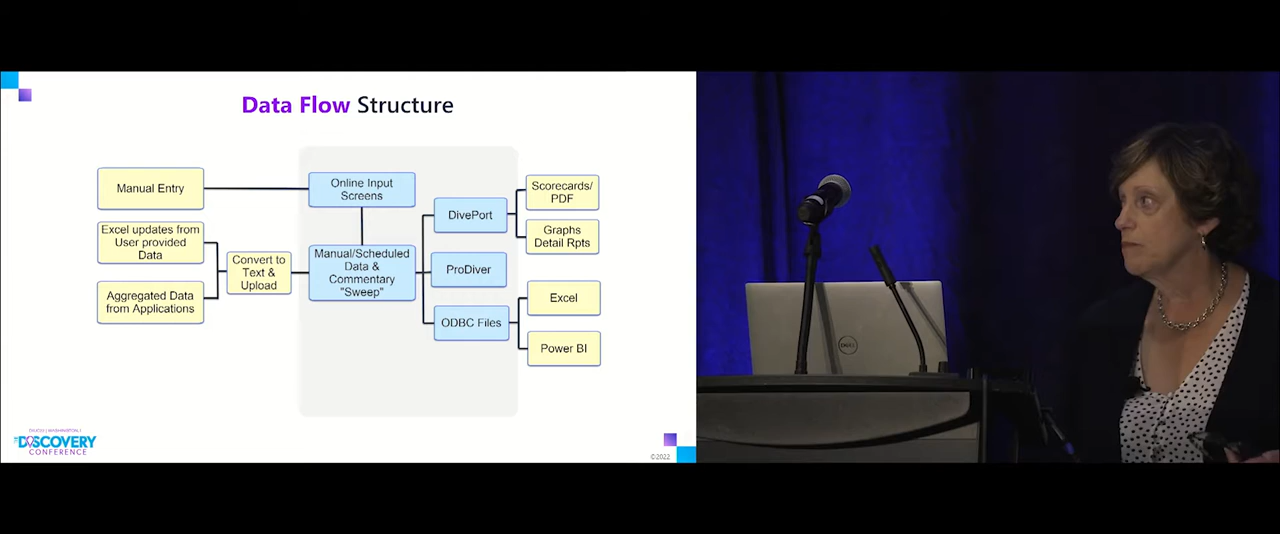 Data Flow Structure
Manual Entry
Online Input
Screens
Excel updates from
User provided
Data
Aggregated Data
from Applications
Convert to
Text &
Upload
Manual/Scheduled
Data &
Commentary
"Sweep"
DivePort
ProDiver
ODBC Files
Scorecards/
PDF
Graphs
Detail Rpts
Excel
Power BI
DISCOVERY
CONFERENCE
©2022
DELL